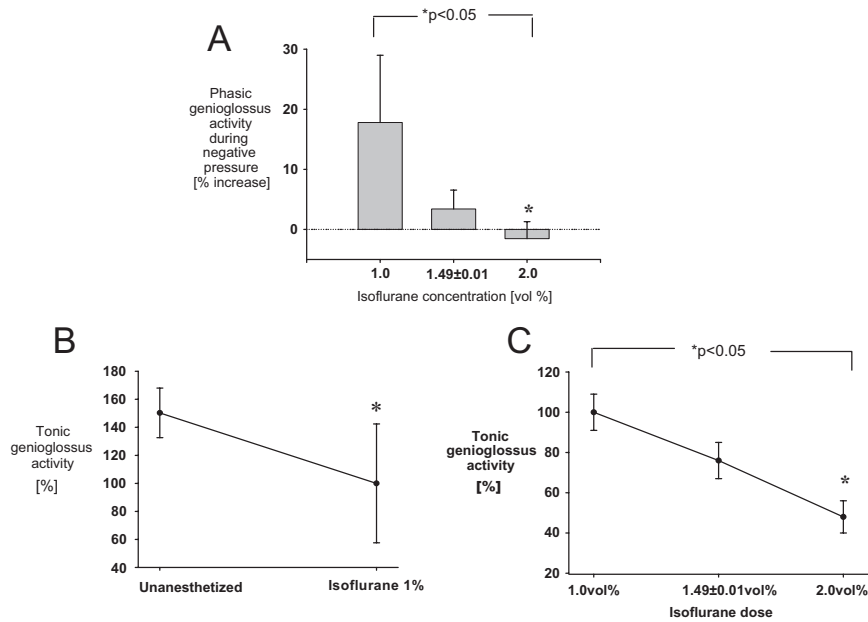 A
*p<0.05
Phasic
genioglossus
activity
during
negative
pressure
[% increase]
30
20
10
0
*
1.0
1.49±0.01
2.0
Isoflurane concentration [vol %]
B
Tonic
genioglossus
activity
[%]
180
160
140
120
100
80
60
40
*
Unanesthetized
Isoflurane 1%
C
*p<0.05
Tonic
genioglossus
activity
[%]
120
100
80
60
40
20
*
1.0vol%
1.49±0.01vol%
2.0vol%
Isoflurane dose